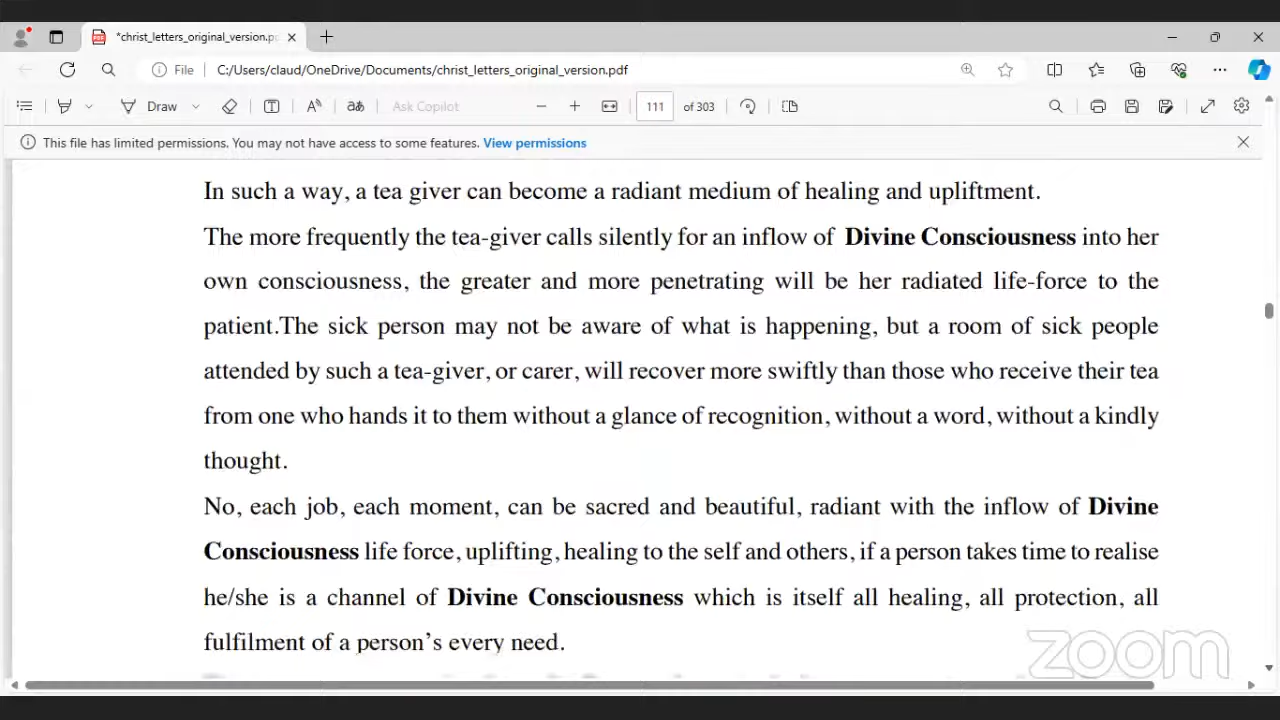 *christ_letters_original_version.p
File C:/Users/claud/OneDrive/Documents/christ_letters_original_version.pdf
Draw Ask Copilot 111 of 303
This file has limited permissions. You may not have access to some features. View permissions
In such a way, a tea giver can become a radiant medium of healing and upliftment.
The more frequently the tea-giver calls silently for an inflow of Divine Consciousness into her
own consciousness, the greater and more penetrating will be her radiated life-force to the
patient.The sick person may not be aware of what is happening, but a room of sick people
attended by such a tea-giver, or carer, will recover more swiftly than those who receive their tea
from one who hands it to them without a glance of recognition, without a word, without a kindly
thought.
No, each job, each moment, can be sacred and beautiful, radiant with the inflow of Divine
Consciousness life force, uplifting, healing to the self and others, if a person takes time to realise
he/she is a channel of Divine Consciousness which is itself all healing, all protection, all
fulfilment of a person's every need.
zoom